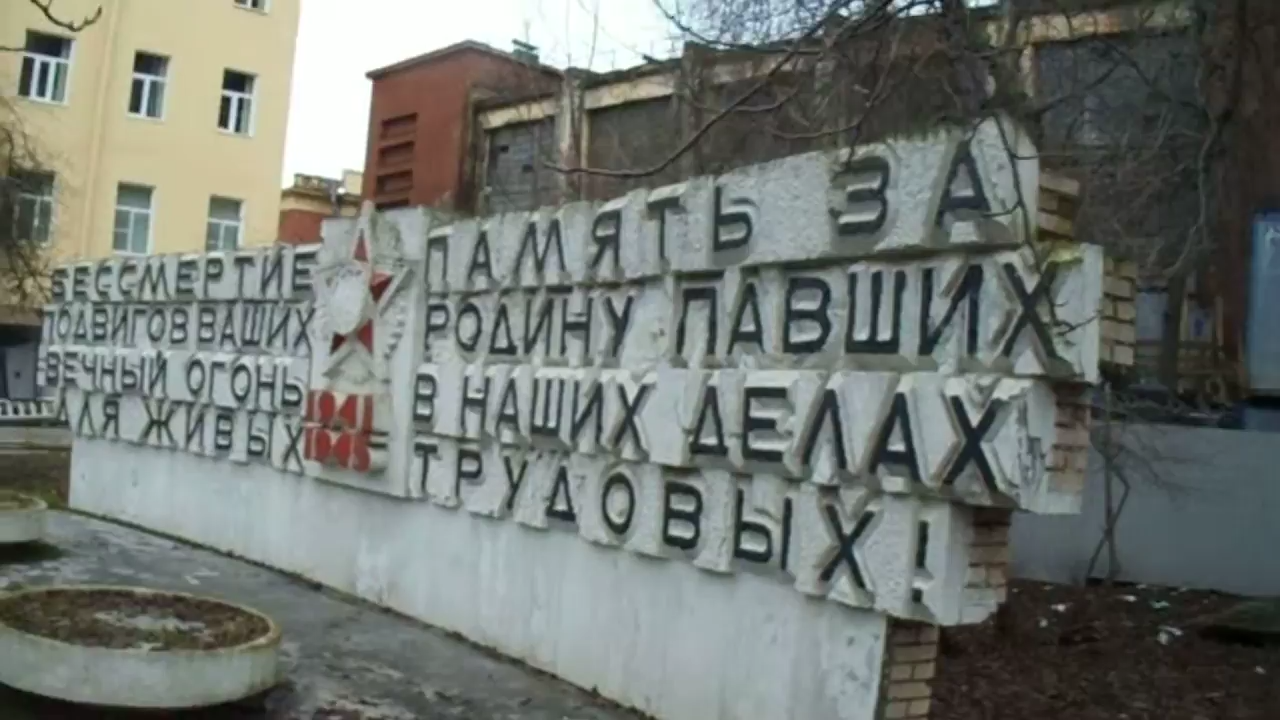 БЕССМЕРТИЕ
ПОДВИГОВ ВАШИХ
ВЕЧНЫЙ ОГОНЬ
ДЛЯ ЖИВЫХ
1941
1945
ПАМЯТЬ ЗА
РОДИНУ ПАВШИХ
В НАШИХ ДЕЛАХ
ТРУДОВЫХ!